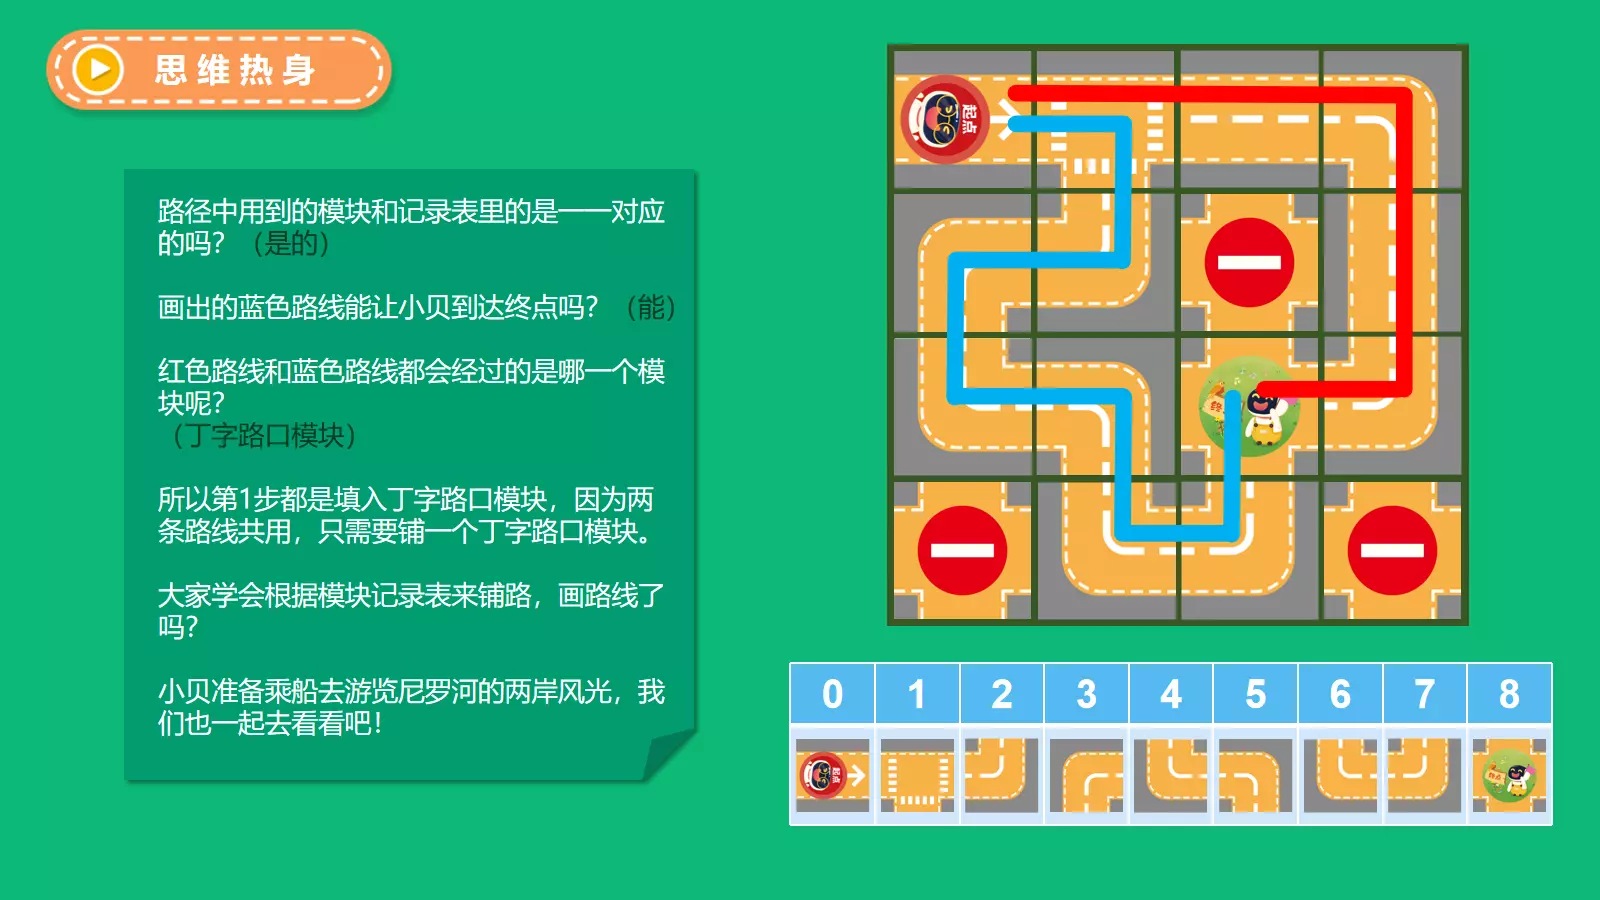 思维热身
起点
路径中用到的模块和记录表里的是一一对应
的吗？（是的）
画出的蓝色路线能让小贝到达终点吗？（能）
红色路线和蓝色路线都会经过的是哪一个模
块呢？
（丁字路口模块）
所以第1步都是填入丁字路口模块，因为两
条路线共用，只需要铺一个丁字路口模块。
大家学会根据模块记录表来铺路，画路线了
吗？
小贝准备乘船去游览尼罗河的两岸风光，我
们也一起去看看吧！
终
0 1 2 3 4 5 6 7 8
起点
终点